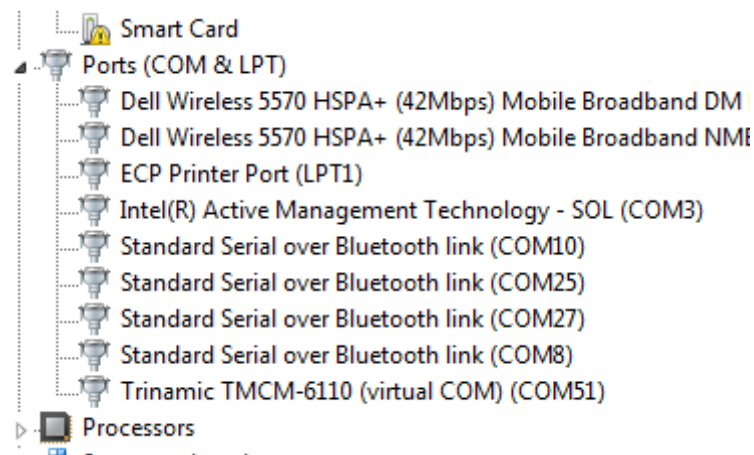 Smart Card
Ports (COM & LPT)
Dell Wireless 5570 HSPA+ (42Mbps) Mobile Broadband DM
Dell Wireless 5570 HSPA+ (42Mbps) Mobile Broadband NME
ECP Printer Port (LPT1)
Intel(R) Active Management Technology - SOL (COM3)
Standard Serial over Bluetooth link (COM10)
Standard Serial over Bluetooth link (COM25)
Standard Serial over Bluetooth link (COM27)
Standard Serial over Bluetooth link (COM8)
Trinamic TMCM-6110 (virtual COM) (COM51)
Processors